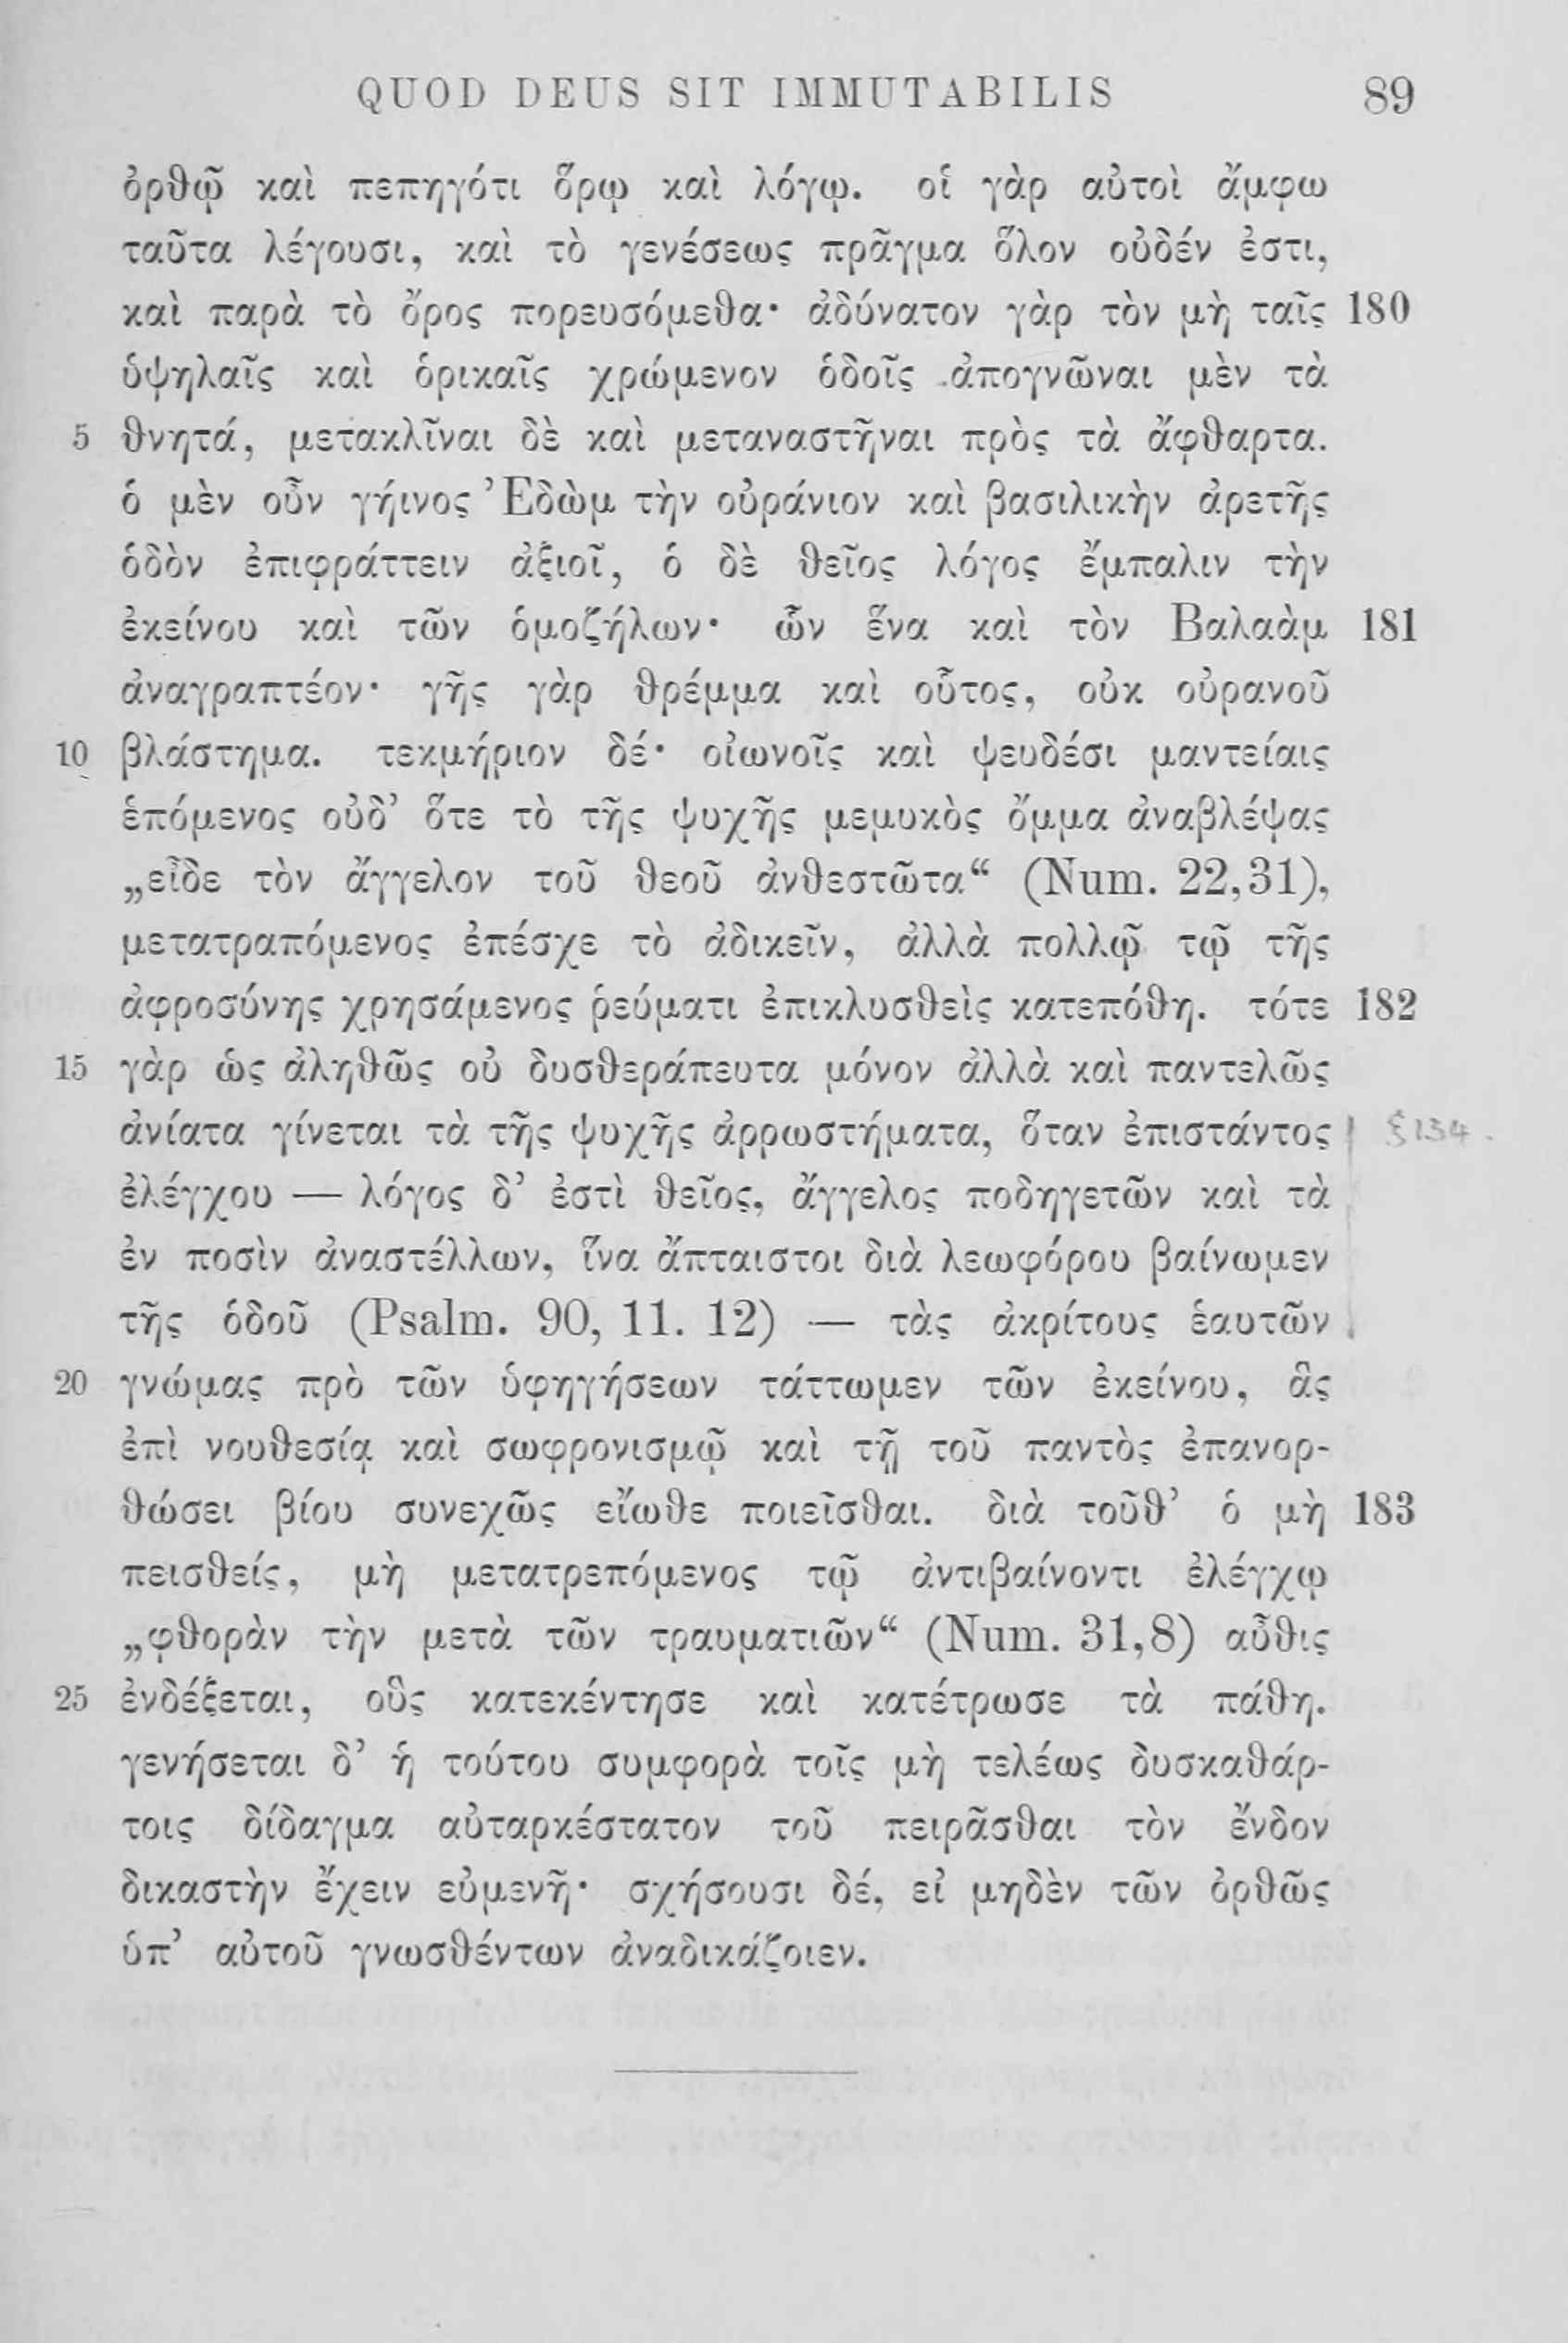 QUOD DEUS SIT IMMUTABILIS 89
ὀρθῷ καὶ πεπηγότι ὅρῳ καὶ λόγῳ. οἱ γὰρ αὐτοὶ ἄμφω
ταῦτα λέγουσι, καὶ τὸ γενέσεως πρᾶγμα ὅλον οὐδέν ἐστι,
καὶ παρὰ τὸ ὄρος πορευσόμεθα· ἀδύνατον γὰρ τὸν μὴ ταῖς 180
ὑψηλαῖς καὶ ὁρικαῖς χρώμενον ὁδοῖς ἀπογνῶναι μὲν τὰ
5 θνητά, μετακλῖναι δὲ καὶ μεταναστῆναι πρὸς τὰ ἄφθαρτα.
ὁ μὲν οὖν γήινος Ἐδὼμ τὴν οὐράνιον καὶ βασιλικὴν ἀρετῆς
ὁδὸν ἐπιφράττειν ἀξιοῖ, ὁ δὲ θεῖος λόγος ἔμπαλιν τὴν
ἐκείνου καὶ τῶν ὁμοζήλων· ὧν ἕνα καὶ τὸν Βαλαὰμ 181
ἀναγραπτέον· γῆς γὰρ θρέμμα καὶ οὗτος, οὐκ οὐρανοῦ
10 βλάστημα. τεκμήριον δέ· οἰωνοῖς καὶ ψευδέσι μαντείαις
ἑπόμενος οὐδ’ ὅτε τὸ τῆς ψυχῆς μεμυκὸς ὄμμα ἀναβλέψας
„εἶδε τὸν ἄγγελον τοῦ θεοῦ ἀνθεστῶτα“ (Num. 22,31),
μετατραπόμενος ἐπέσχε τὸ ἀδικεῖν, ἀλλὰ πολλῷ τῷ τῆς
ἀφροσύνης χρησάμενος ῥεύματι ἐπικλυσθεὶς κατεπόθη. τότε 182
15 γὰρ ὡς ἀληθῶς οὐ δυσθεράπευτα μόνον ἀλλὰ καὶ παντελῶς
ἀνίατα γίνεται τὰ τῆς ψυχῆς ἀρρωστήματα, ὅταν ἐπιστάντος § 134.
ἐλέγχου — λόγος δ’ ἐστὶ θεῖος, ἄγγελος ποδηγετῶν καὶ τὰ
ἐν ποσὶν ἀναστέλλων, ἵνα ἄπταιστοι διὰ λεωφόρου βαίνωμεν
τῆς ὁδοῦ (Psalm. 90, 11. 12) — τὰς ἀκρίτους ἑαυτῶν
20 γνώμας πρὸ τῶν ὑφηγήσεων τάττωμεν τῶν ἐκείνου, ἃς
ἐπὶ νουθεσίᾳ καὶ σωφρονισμῷ καὶ τῇ τοῦ παντὸς ἐπανορ-
θώσει βίου συνεχῶς εἴωθε ποιεῖσθαι. διὰ τοῦθ’ ὁ μὴ 183
πεισθείς, μὴ μετατρεπόμενος τῷ ἀντιβαίνοντι ἐλέγχῳ
„φθορὰν τὴν μετὰ τῶν τραυματιῶν“ (Num. 31,8) αὖθις
25 ἐνδέξεται, οὓς κατεκέντησε καὶ κατέτρωσε τὰ πάθη.
γενήσεται δ’ ἡ τούτου συμφορὰ τοῖς μὴ τελέως δυσκαθάρ-
τοις δίδαγμα αὐταρκέστατον τοῦ πειρᾶσθαι τὸν ἔνδον
δικαστὴν ἔχειν εὐμενῆ· σχήσουσι δέ, εἰ μηδὲν τῶν ὀρθῶς
ὑπ’ αὐτοῦ γνωσθέντων ἀναδικάζοιεν.